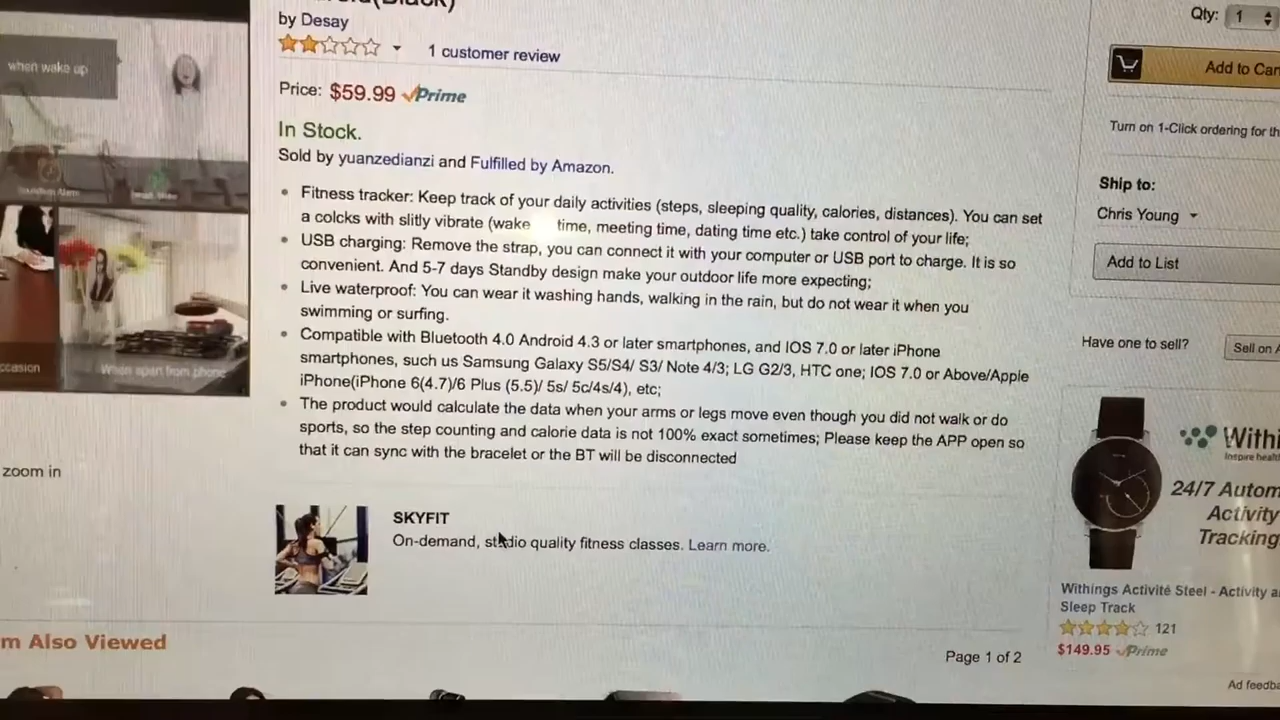 (Black)
by Desay
1 customer review
Price: $59.99 Prime
In Stock.
Sold by yuanzedianzi and Fulfilled by Amazon.
Fitness tracker: Keep track of your daily activities (steps, sleeping quality, calories, distances). You can set
a colcks with slitly vibrate (wake time, meeting time, dating time etc.) take control of your life;
USB charging: Remove the strap, you can connect it with your computer or USB port to charge. It is so
convenient. And 5-7 days Standby design make your outdoor life more expecting;
Live waterproof: You can wear it washing hands, walking in the rain, but do not wear it when you
swimming or surfing.
Compatible with Bluetooth 4.0 Android 4.3 or later smartphones, and IOS 7.0 or later iPhone
smartphones, such us Samsung Galaxy S5/S4/ S3/ Note 4/3; LG G2/3, HTC one; IOS 7.0 or Above/Apple
iPhone(iPhone 6(4.7)/6 Plus (5.5)/ 5s/ 5c/4s/4), etc;
The product would calculate the data when your arms or legs move even though you did not walk or do
sports, so the step counting and calorie data is not 100% exact sometimes; Please keep the APP open so
that it can sync with the bracelet or the BT will be disconnected
SKYFIT
On-demand, studio quality fitness classes. Learn more.
when wake up
ccasion
When apart from phone
zoom in
m Also Viewed
Page 1 of 2
Qty: 1
Add to Car
Turn on 1-Click ordering for th
Ship to:
Chris Young
Add to List
Have one to sell?
Sell on A
Withi
Inspire heal
24/7 Autom
Activity
Tracking
Withings Activité Steel - Activity a
Sleep Track
121
$149.95 Prime
Ad feedba